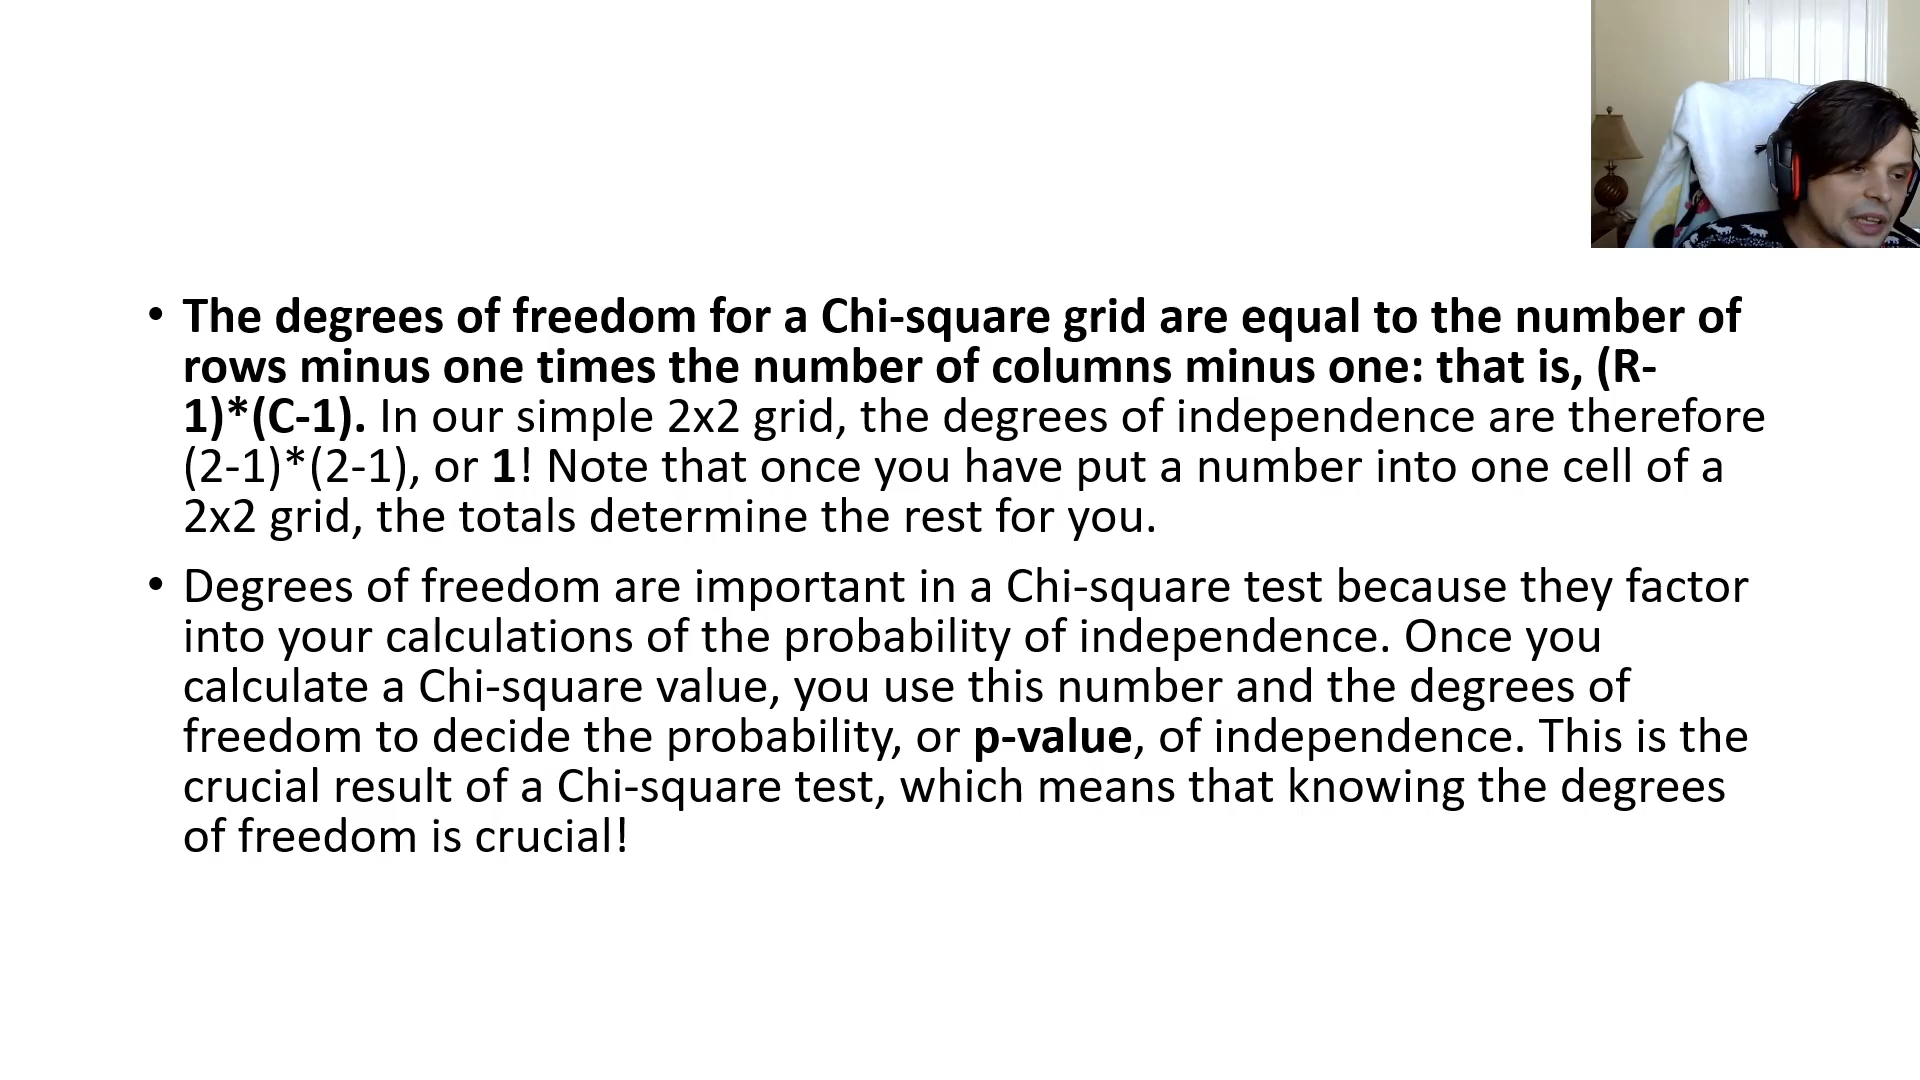 • The degrees of freedom for a Chi-square grid are equal to the number of
rows minus one times the number of columns minus one: that is, (R-
1)*(C-1). In our simple 2x2 grid, the degrees of independence are therefore
(2-1)*(2-1), or 1! Note that once you have put a number into one cell of a
2x2 grid, the totals determine the rest for you.
• Degrees of freedom are important in a Chi-square test because they factor
into your calculations of the probability of independence. Once you
calculate a Chi-square value, you use this number and the degrees of
freedom to decide the probability, or p-value, of independence. This is the
crucial result of a Chi-square test, which means that knowing the degrees
of freedom is crucial!